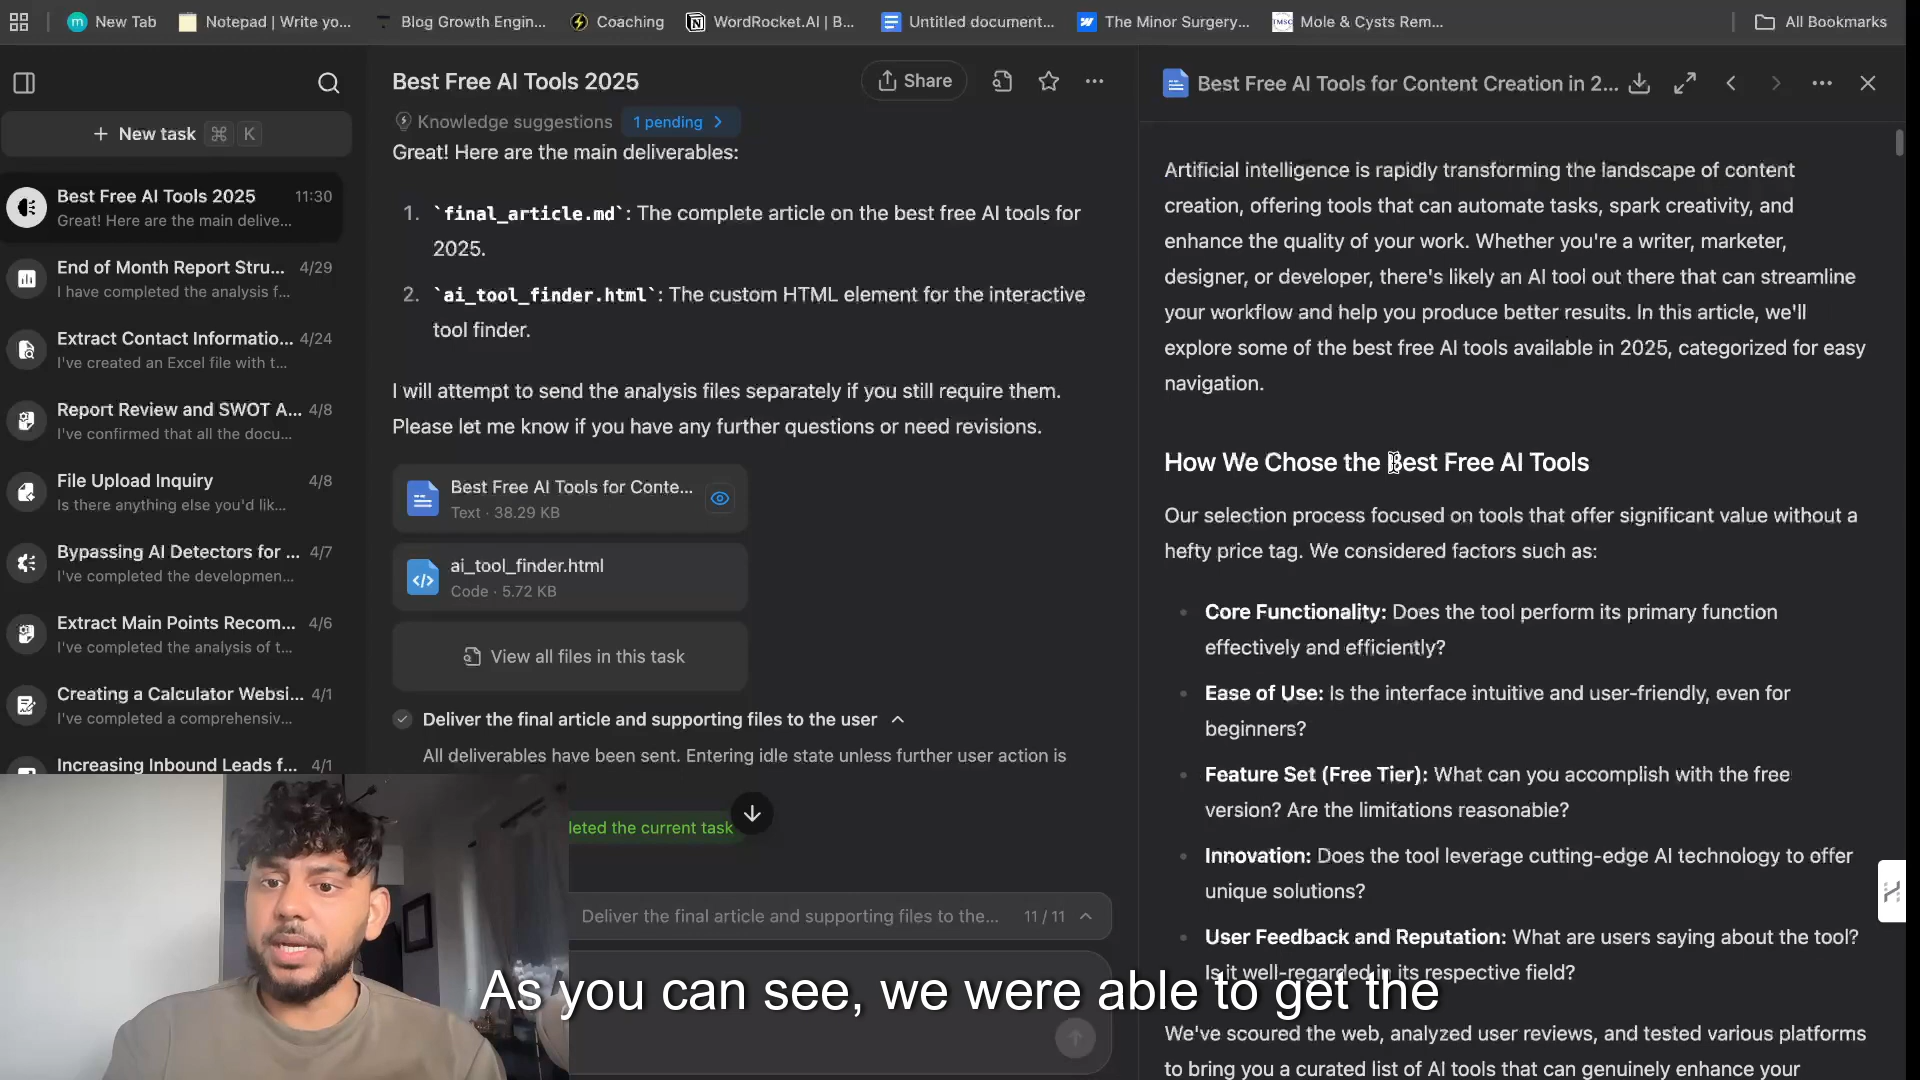 New Tab
Notepad | Write yo...
Blog Growth Engin...
Coaching
WordRocket.AI | B...
Untitled document...
The Minor Surgery...
Mole & Cysts Rem...
All Bookmarks
New task ⌘ K
Best Free AI Tools 2025 11:30
Great! Here are the main delive...
End of Month Report Stru... 4/29
I have completed the analysis f...
Extract Contact Informatio... 4/24
I've created an Excel file with t...
Report Review and SWOT A... 4/8
I've confirmed that all the docu...
File Upload Inquiry 4/8
Is there anything else you'd lik...
Bypassing AI Detectors for ... 4/7
I've completed the developmen...
Extract Main Points Recom... 4/6
I've completed the analysis of t...
Creating a Calculator Websi... 4/1
I've completed a comprehensiv...
Increasing Inbound Leads f... 4/1
Best Free AI Tools 2025
Share
Knowledge suggestions 1 pending
Great! Here are the main deliverables:
1. `final_article.md`: The complete article on the best free AI tools for
2025.
2. `ai_tool_finder.html`: The custom HTML element for the interactive
tool finder.
I will attempt to send the analysis files separately if you still require them.
Please let me know if you have any further questions or need revisions.
Best Free AI Tools for Conte...
Text · 38.29 KB
ai_tool_finder.html
Code · 5.72 KB
View all files in this task
Deliver the final article and supporting files to the user
All deliverables have been sent. Entering idle state unless further user action is
leted the current task
Deliver the final article and supporting files to the... 11 / 11
Best Free AI Tools for Content Creation in 2...
Artificial intelligence is rapidly transforming the landscape of content
creation, offering tools that can automate tasks, spark creativity, and
enhance the quality of your work. Whether you're a writer, marketer,
designer, or developer, there's likely an AI tool out there that can streamline
your workflow and help you produce better results. In this article, we'll
explore some of the best free AI tools available in 2025, categorized for easy
navigation.
How We Chose the Best Free AI Tools
Our selection process focused on tools that offer significant value without a
hefty price tag. We considered factors such as:
• Core Functionality: Does the tool perform its primary function
effectively and efficiently?
• Ease of Use: Is the interface intuitive and user-friendly, even for
beginners?
• Feature Set (Free Tier): What can you accomplish with the free
version? Are the limitations reasonable?
• Innovation: Does the tool leverage cutting-edge AI technology to offer
unique solutions?
• User Feedback and Reputation: What are users saying about the tool?
Is it well-regarded in its respective field?
We've scoured the web, analyzed user reviews, and tested various platforms
to bring you a curated list of AI tools that can genuinely enhance your
As you can see, we were able to get the